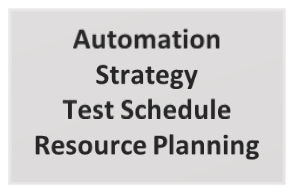 Automation
Strategy
Test Schedule
Resource Planning